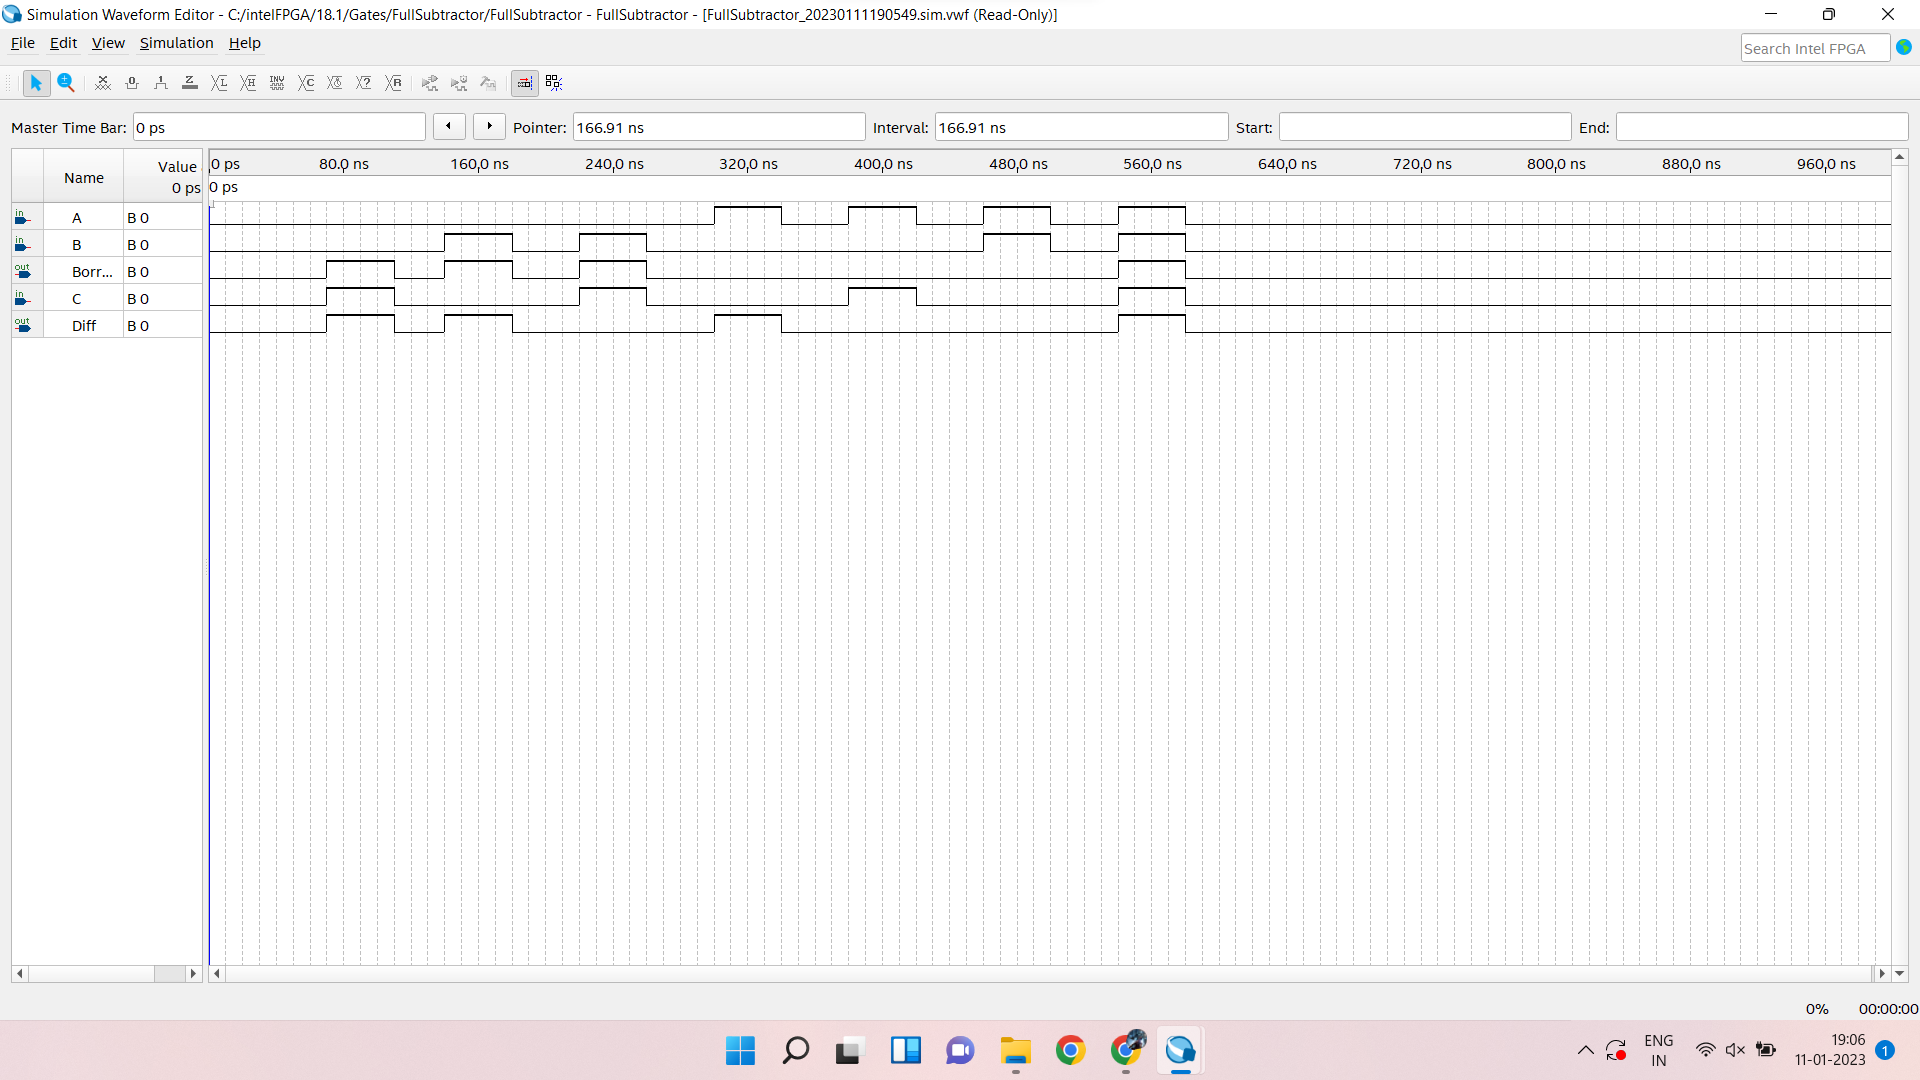 Simulation Waveform Editor - C:/intelFPGA/18.1/Gates/FullSubtractor/FullSubtractor - FullSubtractor - [FullSubtractor_20230111190549.sim.vwf (Read-Only)]
File Edit View Simulation Help
Search Intel FPGA
Master Time Bar: 0 ps Pointer: 166.91 ns Interval: 166.91 ns Start: End:
Name Value 0 ps
0 ps 80.0 ns 160.0 ns 240.0 ns 320.0 ns 400.0 ns 480.0 ns 560.0 ns 640.0 ns 720.0 ns 800.0 ns 880.0 ns 960.0 ns
0 ps
in A B 0
in B B 0
out Borr... B 0
in C B 0
out Diff B 0
0% 00:00:00
ENG 19:06
IN 11-01-2023 1